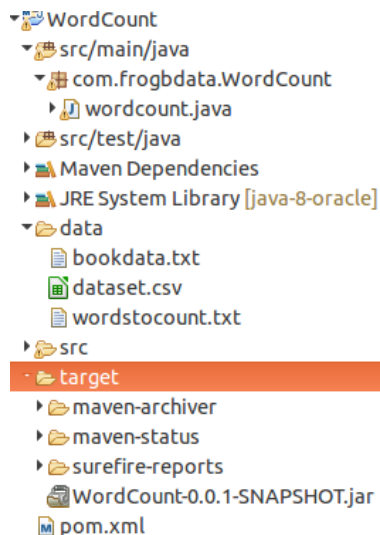 WordCount
src/main/java
com.frogbdata.WordCount
wordcount.java
src/test/java
Maven Dependencies
JRE System Library [java-8-oracle]
data
bookdata.txt
dataset.csv
wordstocount.txt
src
target
maven-archiver
maven-status
surefire-reports
WordCount-0.0.1-SNAPSHOT.jar
pom.xml